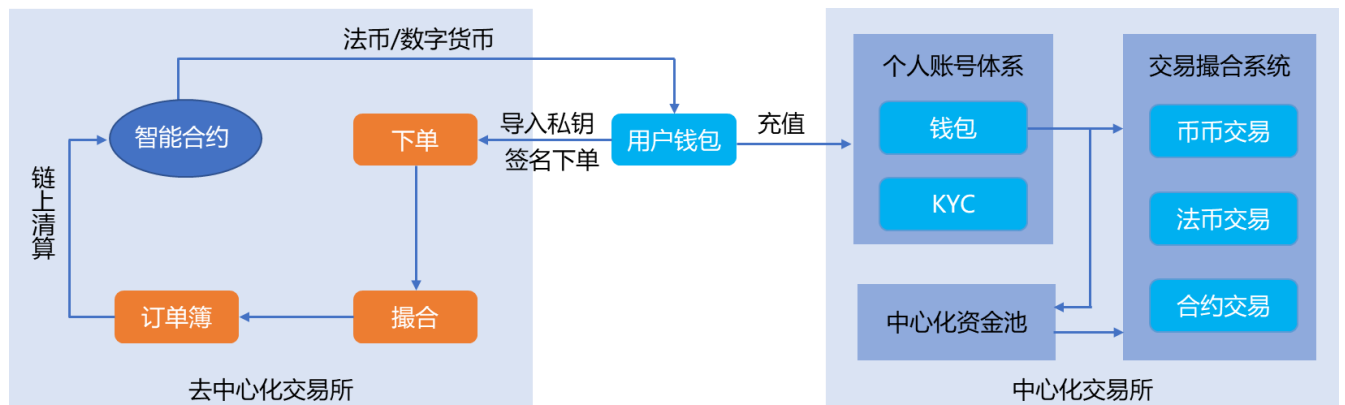 法币/数字货币
智能合约
下单
导入私钥
签名下单
用户钱包
充值
链上清算
订单簿
撮合
去中心化交易所
个人账号体系
钱包
KYC
中心化资金池
交易撮合系统
币币交易
法币交易
合约交易
中心化交易所